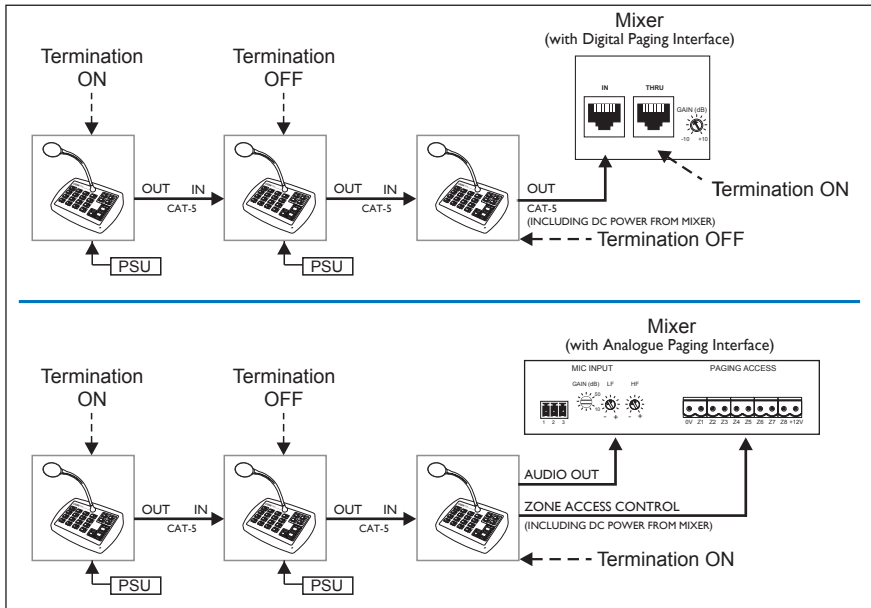 Mixer
(with Digital Paging Interface)
Termination
ON
Termination
OFF
IN
THRU
GAIN (dB)
-10 +10
OUT IN
CAT-5
OUT IN
CAT-5
OUT
CAT-5
(INCLUDING DC POWER FROM MIXER)
Termination ON
Termination OFF
PSU
PSU
Mixer
(with Analogue Paging Interface)
Termination
ON
Termination
OFF
MIC INPUT
PAGING ACCESS
GAIN (dB) LF HF
50
10
- +
- +
1 2 3
0V Z1 Z2 Z3 Z4 Z5 Z6 Z7 Z8 +12V
OUT IN
CAT-5
OUT IN
CAT-5
AUDIO OUT
ZONE ACCESS CONTROL
(INCLUDING DC POWER FROM MIXER)
Termination ON
PSU
PSU